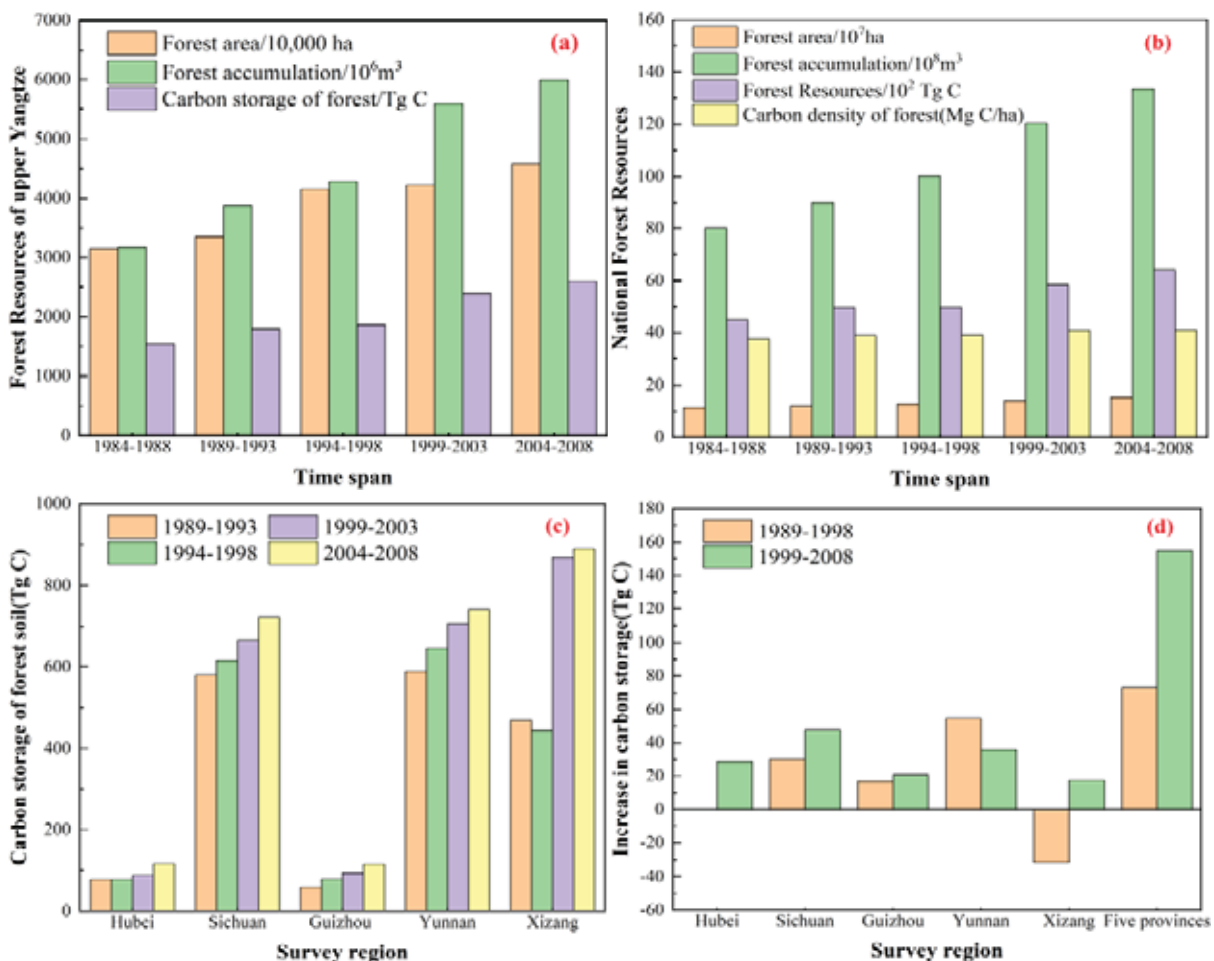 (a)
Forest area/10,000 ha
Forest accumulation/10⁶m³
Carbon storage of forest/Tg C
Forest Resources of upper Yangtze
7000
6000
5000
4000
3000
2000
1000
0
1984-1988 1989-1993 1994-1998 1999-2003 2004-2008
Time span
(b)
Forest area/10⁷ha
Forest accumulation/10⁸m³
Forest Resources/10² Tg C
Carbon density of forest(Mg C/ha)
National Forest Resources
160
140
120
100
80
60
40
20
0
1984-1988 1989-1993 1994-1998 1999-2003 2004-2008
Time span
(c)
1989-1993 1999-2003
1994-1998 2004-2008
Carbon storage of forest soil(Tg C)
1000
800
600
400
200
0
Hubei Sichuan Guizhou Yunnan Xizang
Survey region
(d)
1989-1998
1999-2008
Increase in carbon storage(Tg C)
180
160
140
120
100
80
60
40
20
0
-20
-40
-60
Hubei Sichuan Guizhou Yunnan Xizang Five provinces
Survey region